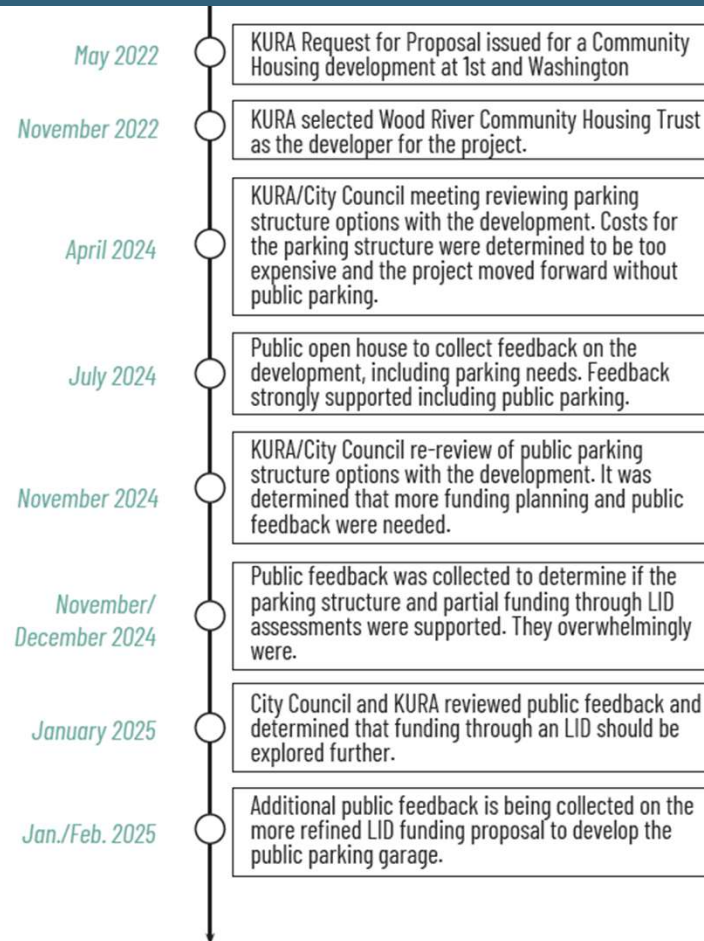 May 2022
KURA Request for Proposal issued for a Community
Housing development at 1st and Washington
November 2022
KURA selected Wood River Community Housing Trust
as the developer for the project.
April 2024
KURA/City Council meeting reviewing parking
structure options with the development. Costs for
the parking structure were determined to be too
expensive and the project moved forward without
public parking.
July 2024
Public open house to collect feedback on the
development, including parking needs. Feedback
strongly supported including public parking.
November 2024
KURA/City Council re-review of public parking
structure options with the development. It was
determined that more funding planning and public
feedback were needed.
November/
December 2024
Public feedback was collected to determine if the
parking structure and partial funding through LID
assessments were supported. They overwhelmingly
were.
January 2025
City Council and KURA reviewed public feedback and
determined that funding through an LID should be
explored further.
Jan./Feb. 2025
Additional public feedback is being collected on the
more refined LID funding proposal to develop the
public parking garage.